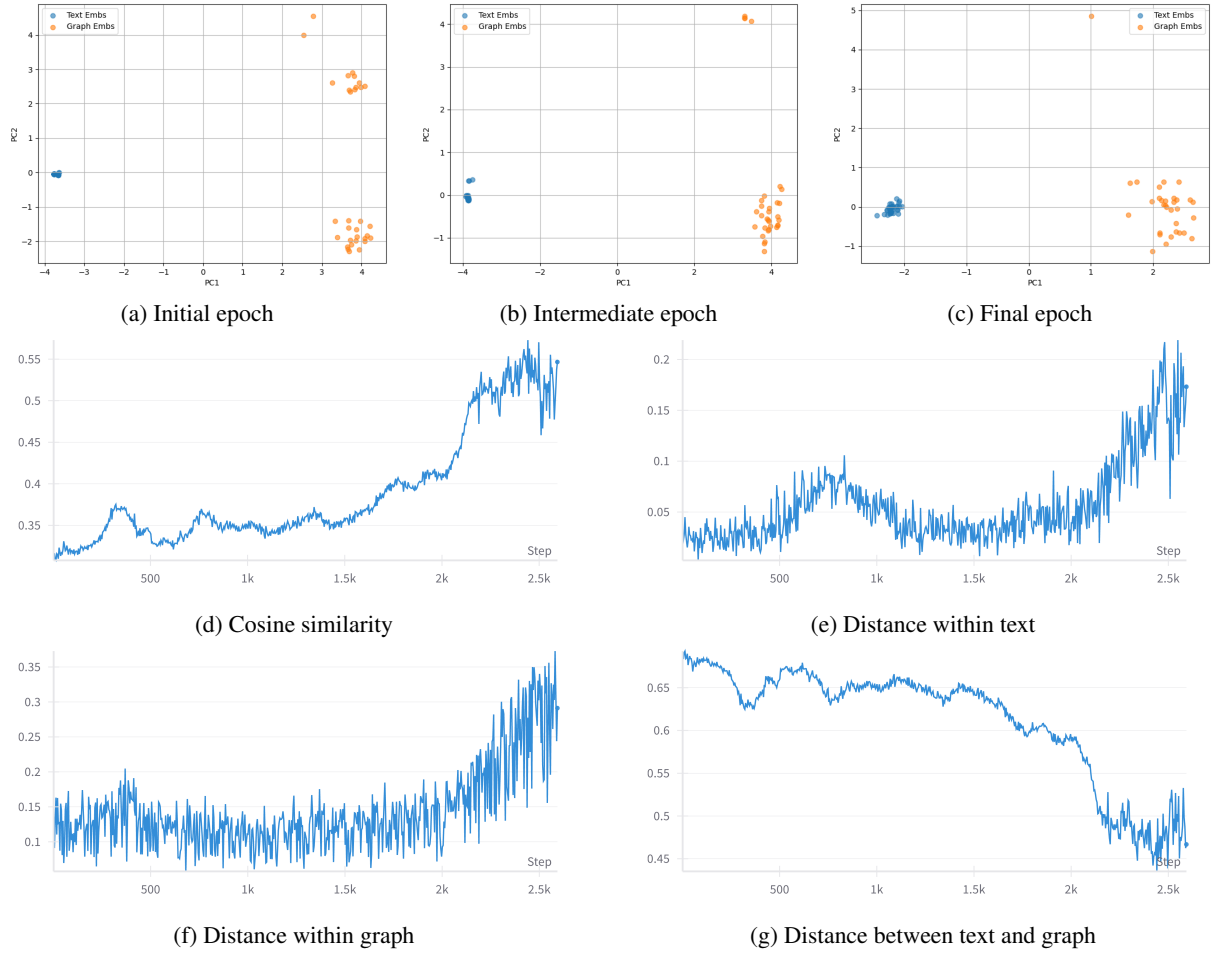 Text Embs
Graph Embs
4
3
2
1
0
−1
−2
PC2
−4 −3 −2 −1 0 1 2 3 4
PC1
(a) Initial epoch
Text Embs
Graph Embs
4
3
2
1
0
−1
PC2
−4 −2 0 2 4
PC1
(b) Intermediate epoch
Text Embs
Graph Embs
5
4
3
2
1
0
−1
PC2
−2 −1 0 1 2
PC1
(c) Final epoch
0.55
0.5
0.45
0.4
0.35
Step
500 1k 1.5k 2k 2.5k
(d) Cosine similarity
0.2
0.15
0.1
0.05
Step
500 1k 1.5k 2k 2.5k
(e) Distance within text
0.35
0.3
0.25
0.2
0.15
0.1
Step
500 1k 1.5k 2k 2.5k
(f) Distance within graph
0.65
0.6
0.55
0.5
0.45
Step
500 1k 1.5k 2k 2.5k
(g) Distance between text and graph